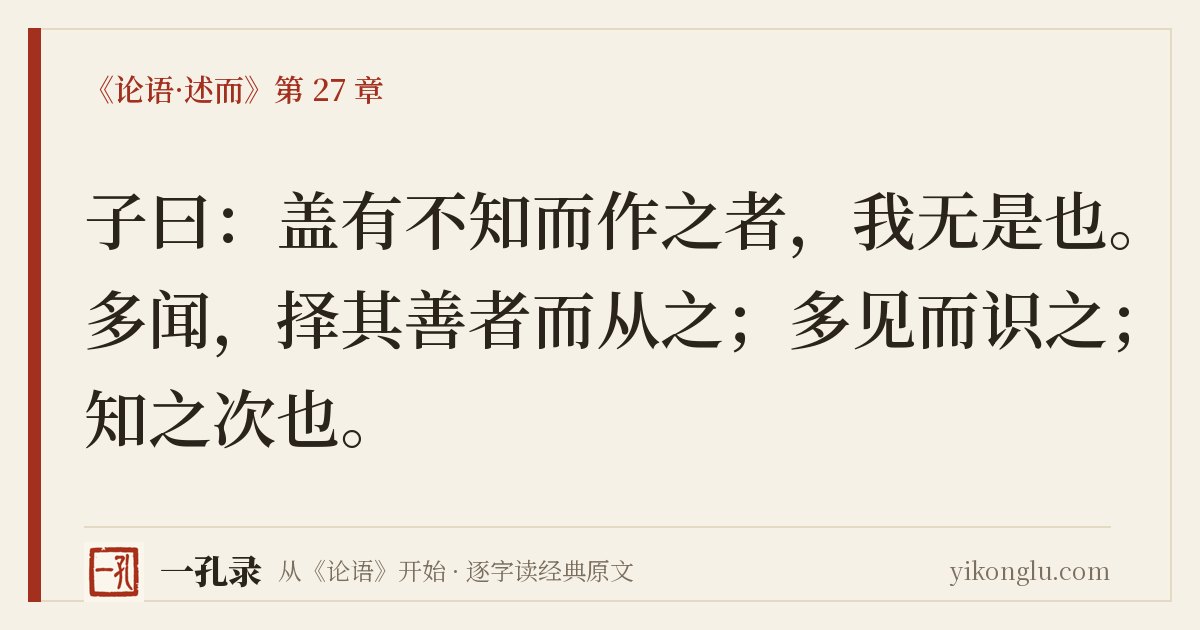 《论语·述而》第 27 章
子曰：盖有不知而作之者，我无是也。
多闻，择其善者而从之；多见而识之；
知之次也。
一孔
一孔录 从《论语》开始 · 逐字读经典原文 yikonglu.com